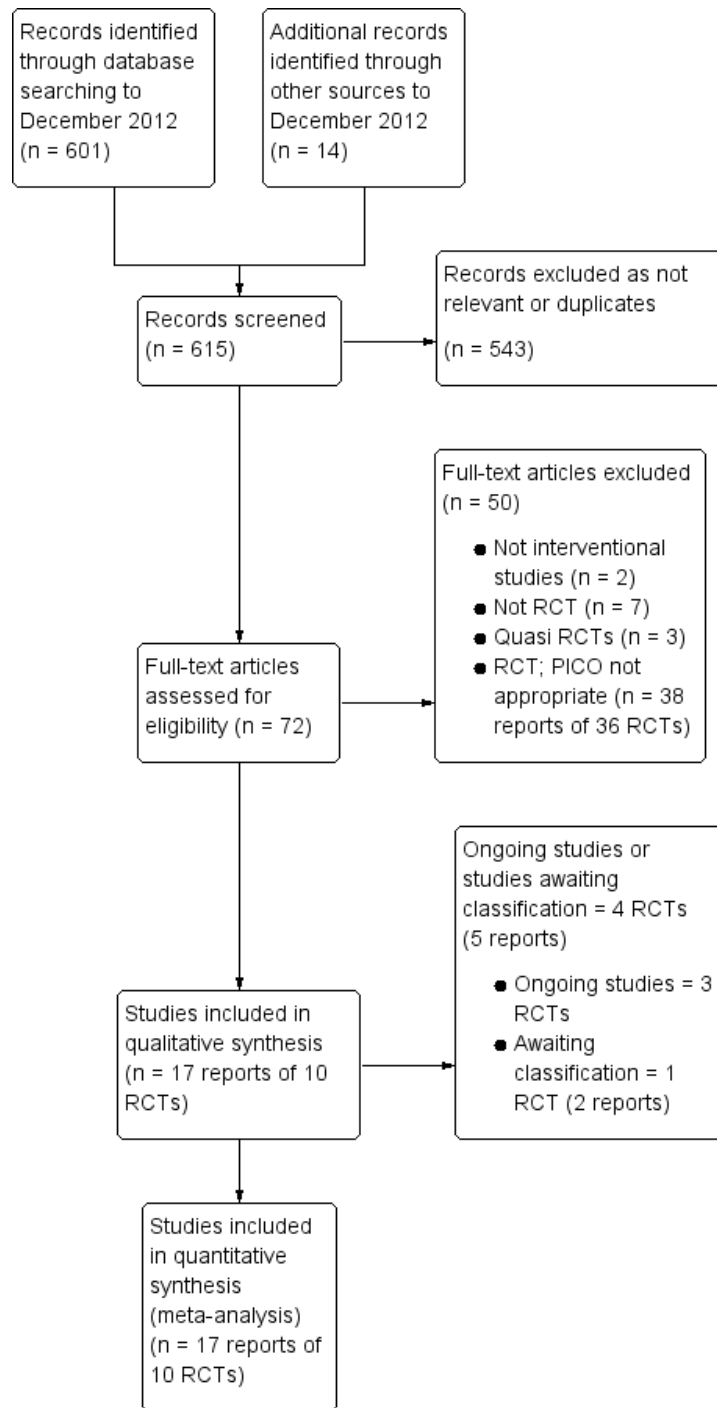 Records identified
through database
searching to
December 2012
(n = 601)
Additional records
identified through
other sources to
December 2012
(n = 14)
Records screened
(n = 615)
Records excluded as not
relevant or duplicates
(n = 543)
Full-text articles excluded
(n = 50)
● Not interventional
studies (n = 2)
● Not RCT (n = 7)
● Quasi RCTs (n = 3)
● RCT; PICO not
appropriate (n = 38
reports of 36 RCTs)
Full-text articles
assessed for
eligibility (n = 72)
Ongoing studies or
studies awaiting
classification = 4 RCTs
(5 reports)
● Ongoing studies = 3
RCTs
● Awaiting
classification = 1
RCT (2 reports)
Studies included in
qualitative synthesis
(n = 17 reports of 10
RCTs)
Studies included
in quantitative
synthesis
(meta-analysis)
(n = 17 reports of
10 RCTs)